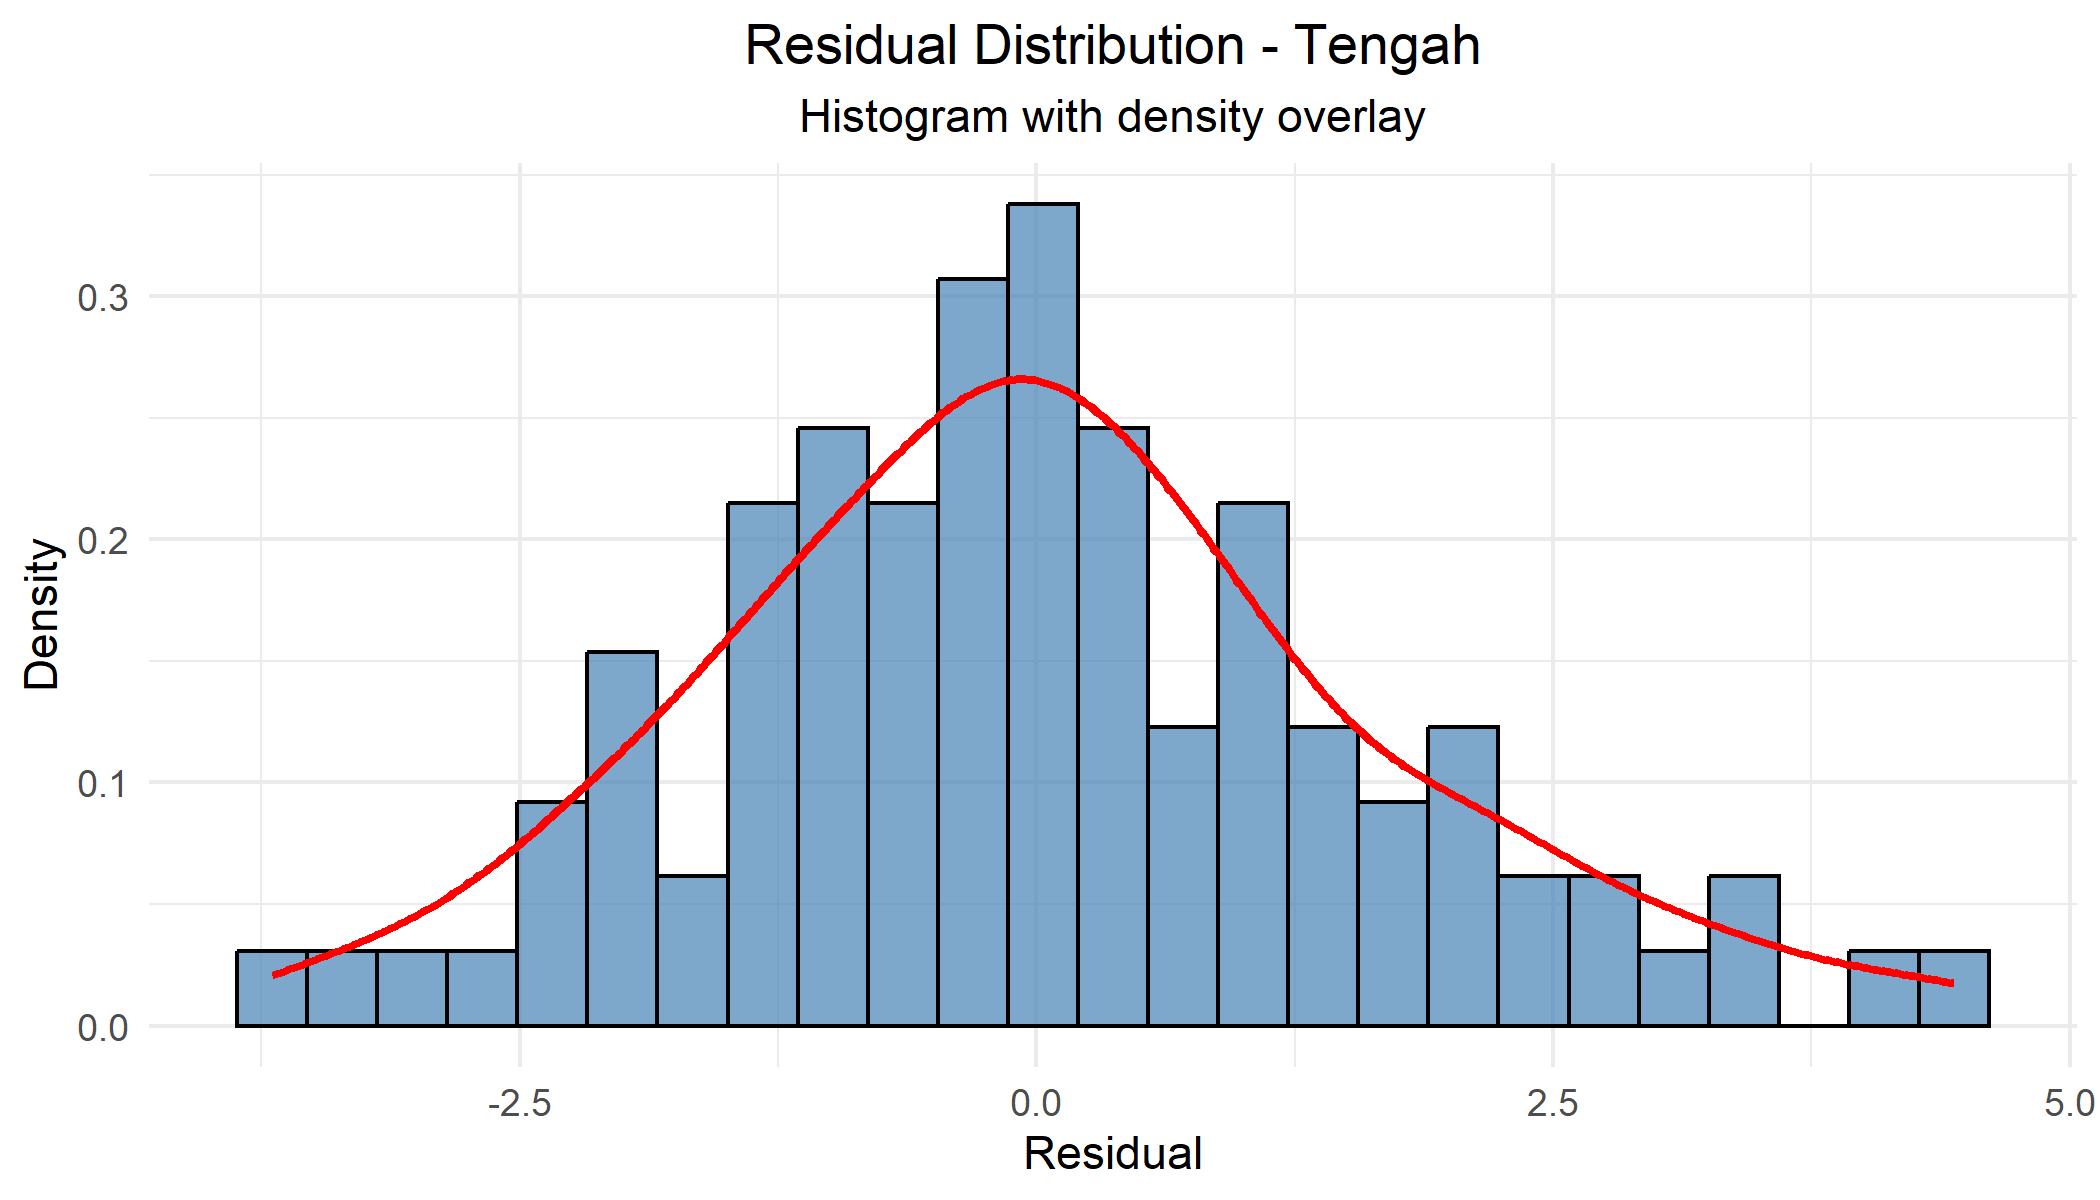 Residual Distribution - Tengah
Histogram with density overlay
Density
0.3
0.2
0.1
0.0
-2.5
0.0
2.5
5.0
Residual